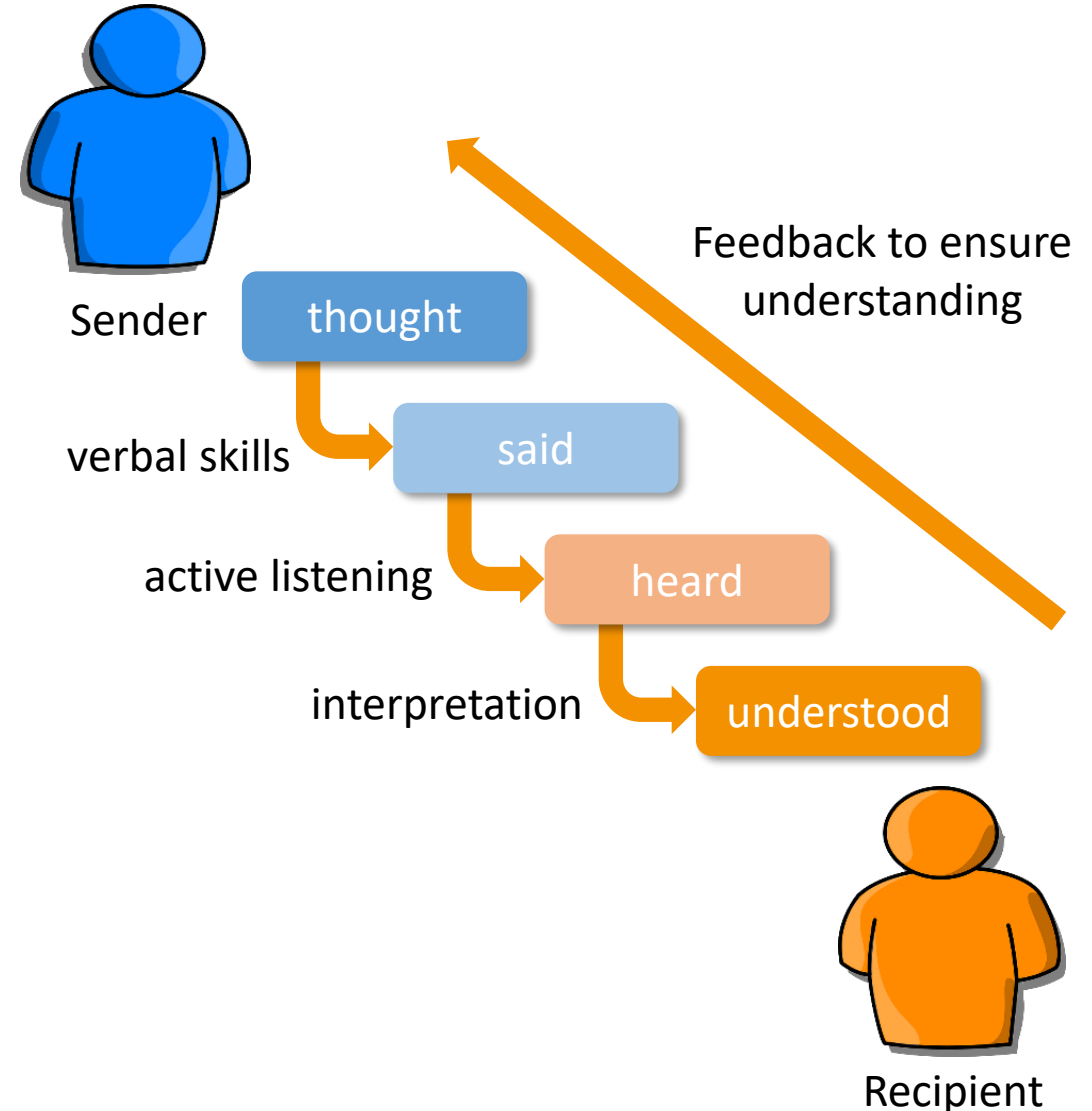 Feedback to ensure
understanding
Sender
thought
verbal skills
said
active listening
heard
interpretation
understood
Recipient